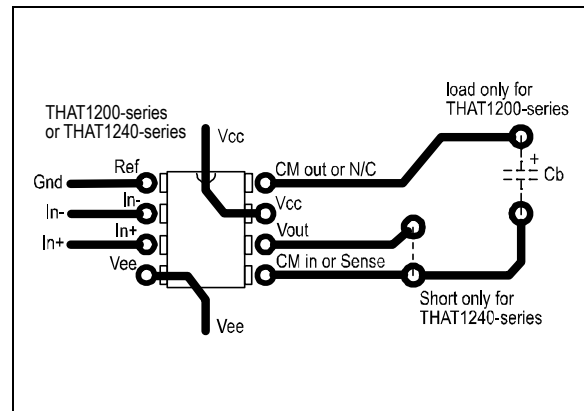 load only for
THAT1200-series
THAT1200-series
or THAT1240-series
Vcc
Ref
CM out or N/C
+
Cb
Gnd
In-
Vcc
In-
In+
Vout
In+
Vee
CM in or Sense
Short only for
THAT1240-series
Vee